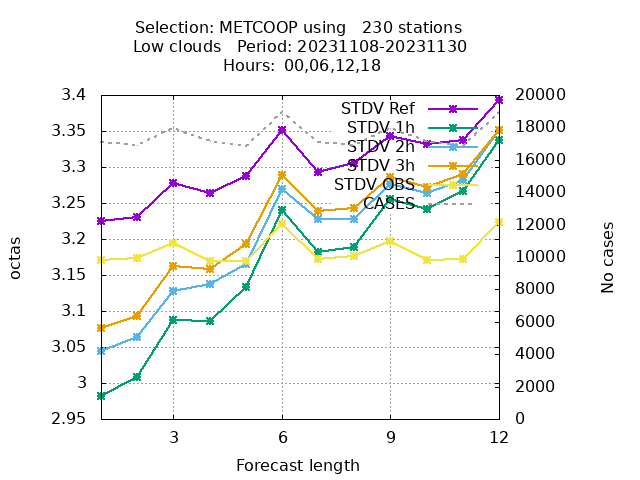 Selection: METCOOP using   230 stations
Low clouds   Period: 20231108-20231130
Hours: 00,06,12,18
3.4
3.35
3.3
3.25
3.2
3.15
3.1
3.05
3
2.95
20000
18000
16000
14000
12000
10000
8000
6000
4000
2000
0
STDV Ref
STDV 1h
STDV 2h
STDV 3h
STDV OBS
CASES
octas
No cases
3 6 9 12
Forecast length